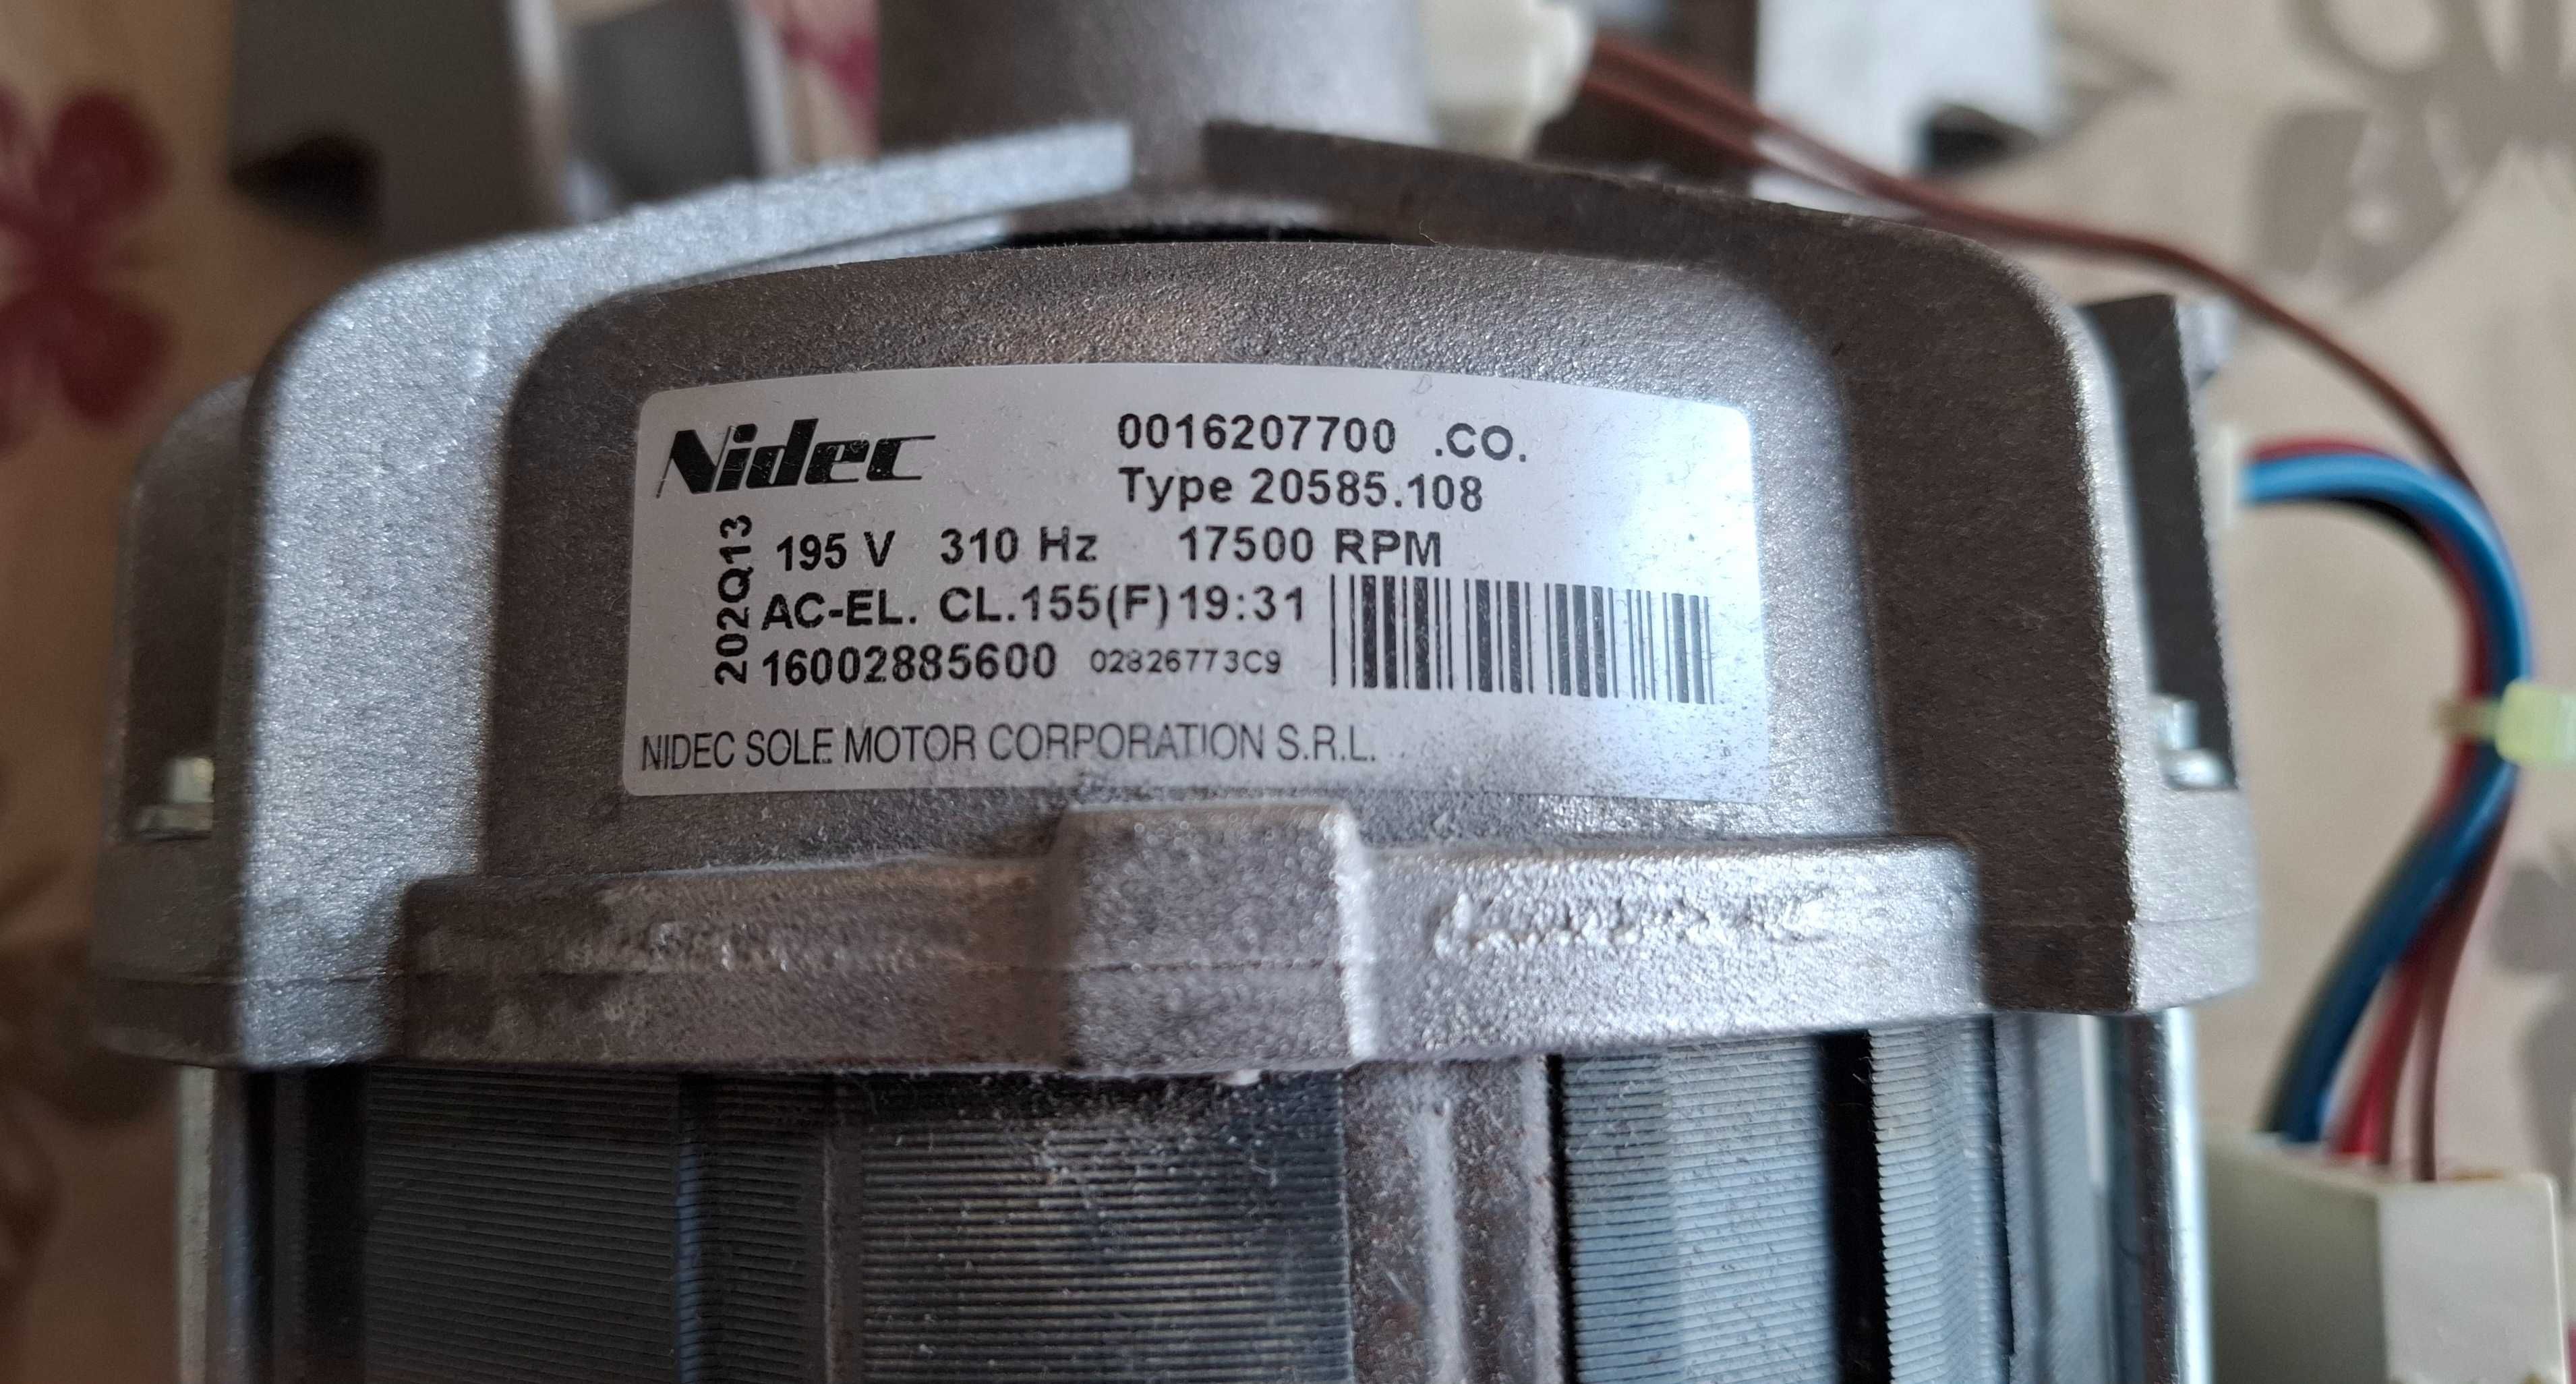 Nidec
0016207700 .CO.
Type 20585.108
202Q13
195 V 310 Hz 17500 RPM
AC-EL. CL.155(F) 19:31
16002885600 02826773C9
NIDEC SOLE MOTOR CORPORATION S.R.L.